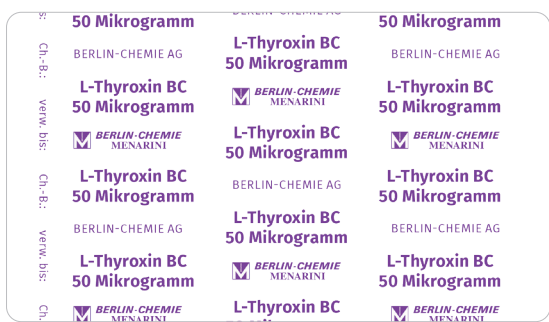 s:
Ch.-B.:
verw. bis:
Ch.-B.:
verw. bis:
Ch.
50 Mikrogramm
BERLIN-CHEMIE AG
L-Thyroxin BC
50 Mikrogramm
BERLIN-CHEMIE
MENARINI
L-Thyroxin BC
50 Mikrogramm
BERLIN-CHEMIE AG
L-Thyroxin BC
50 Mikrogramm
BERLIN-CHEMIE
MENARINI
L-Thyroxin BC
50 Mikrogramm
BERLIN-CHEMIE
MENARINI
L-Thyroxin BC
50 Mikrogramm
BERLIN-CHEMIE AG
L-Thyroxin BC
50 Mikrogramm
BERLIN-CHEMIE
MENARINI
L-Thyroxin BC
50 Mikrogramm
BERLIN-CHEMIE AG
L-Thyroxin BC
50 Mikrogramm
BERLIN-CHEMIE
MENARINI
L-Thyroxin BC
50 Mikrogramm
BERLIN-CHEMIE AG
L-Thyroxin BC
50 Mikrogramm
BERLIN-CHEMIE
MENARINI